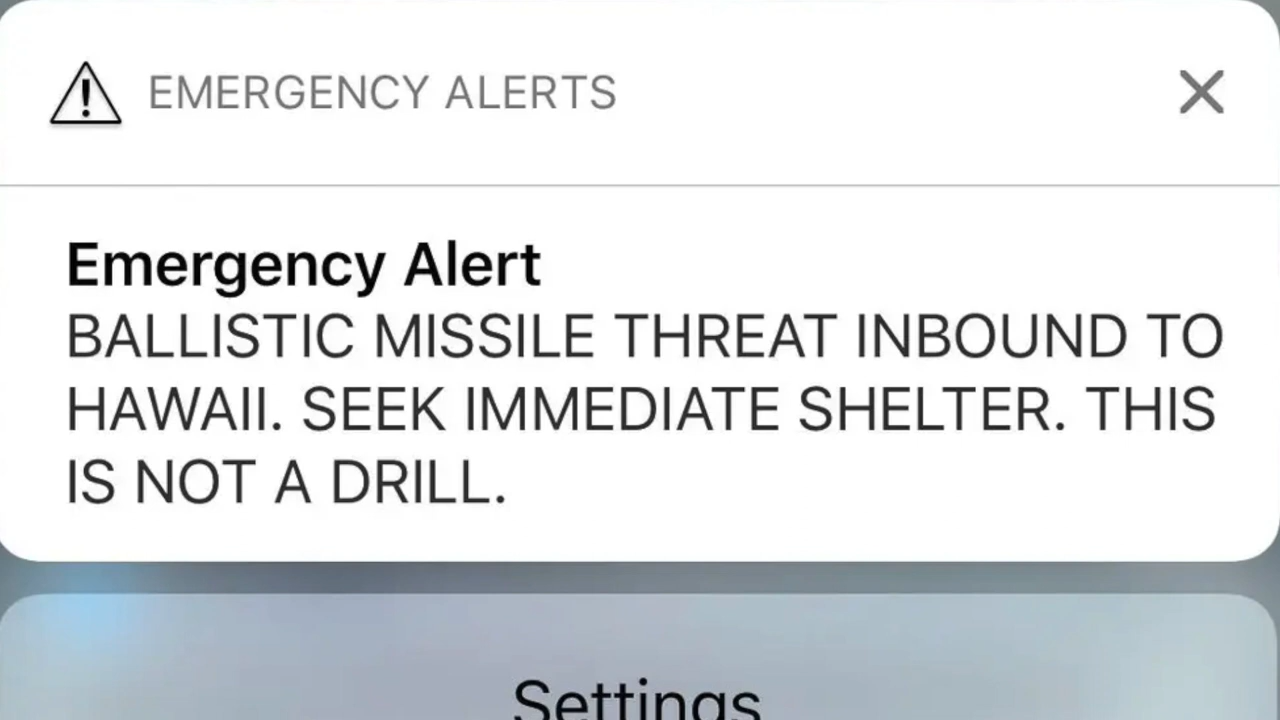 EMERGENCY ALERTS
Emergency Alert
BALLISTIC MISSILE THREAT INBOUND TO
HAWAII. SEEK IMMEDIATE SHELTER. THIS
IS NOT A DRILL.
Settings